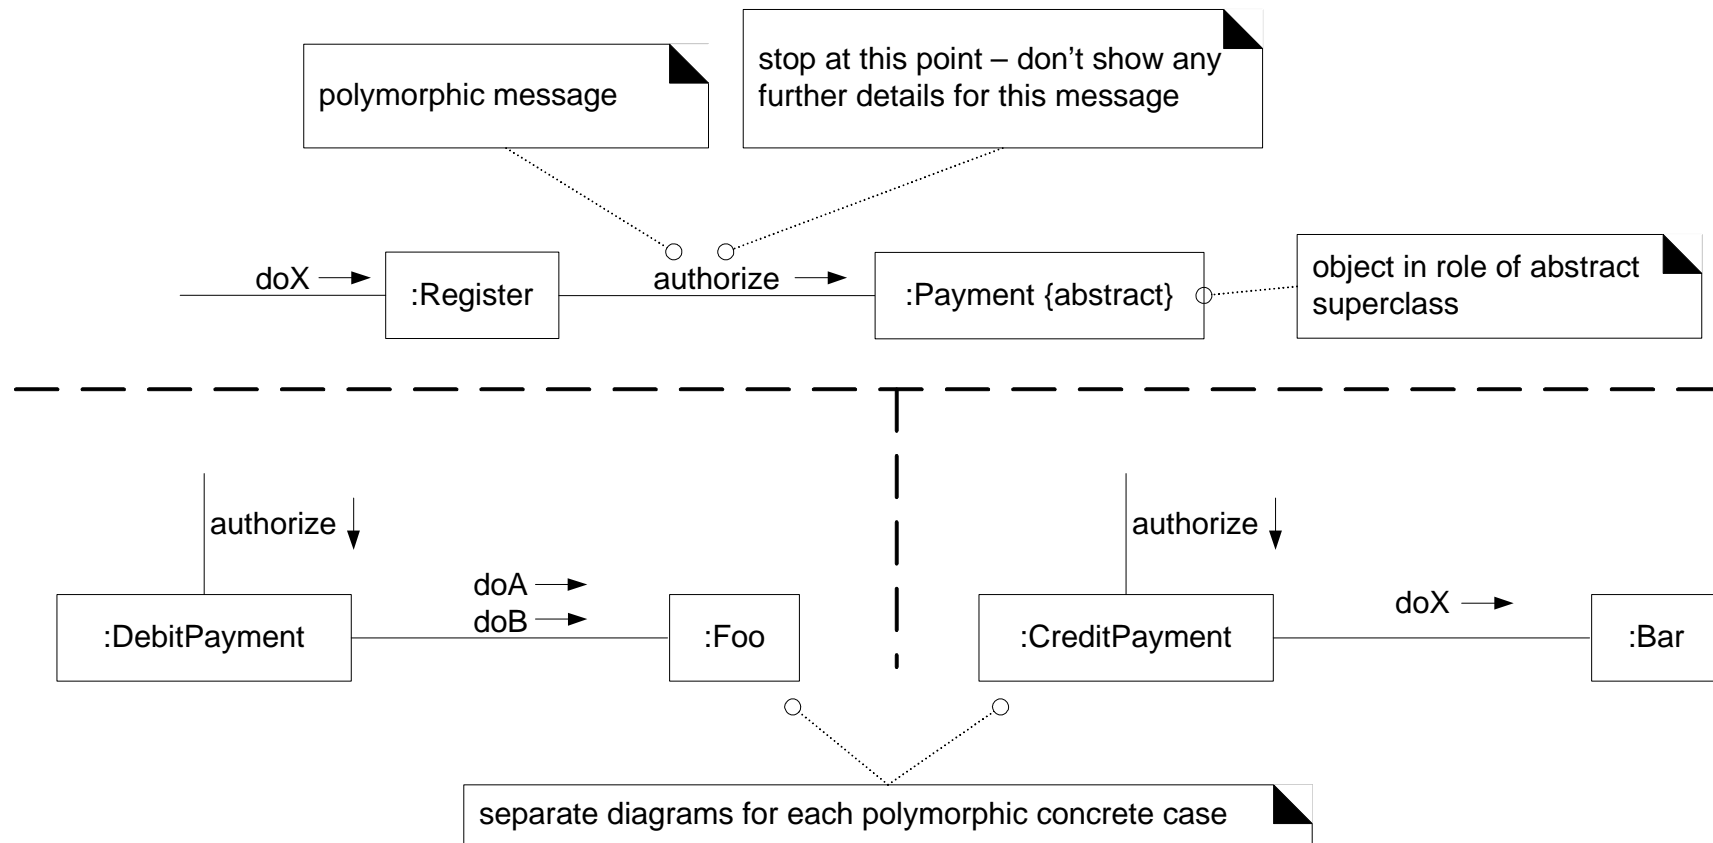 polymorphic message
stop at this point – don't show any
further details for this message
doX
:Register
authorize
:Payment {abstract}
object in role of abstract
superclass
authorize
doA
doB
:DebitPayment
:Foo
authorize
doX
:CreditPayment
:Bar
separate diagrams for each polymorphic concrete case